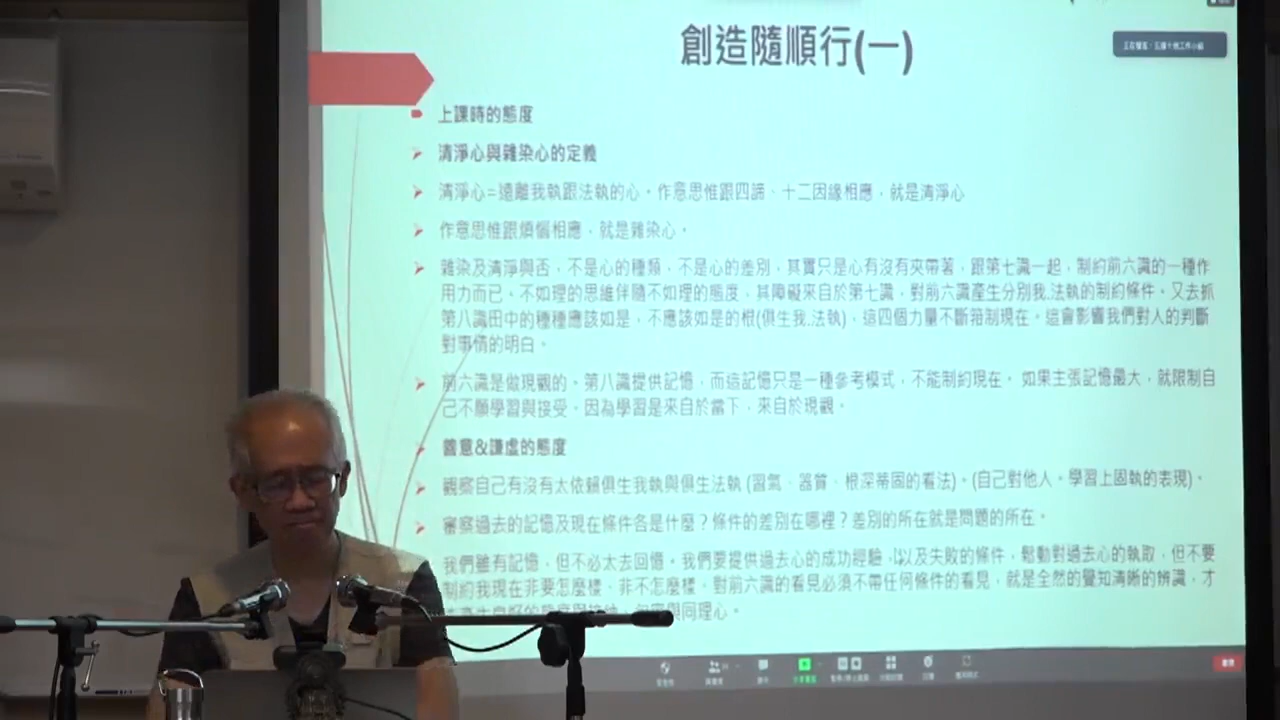 創造隨順行(一)
上課時的態度
清淨心與雜染心的定義
清淨心=遠離我執跟法執的心。作意思惟跟四諦、十二因緣相應，就是清淨心
作意思惟跟煩惱相應，就是雜染心。
雜染及清淨與否，不是心的種類，不是心的差別，其實只是心有沒有夾帶著，跟第七識一起，制約前六識的一種作
用力而已。不如理的思維伴隨不如理的態度，其障礙來自於第七識，對前六識產生分別我.法執的制約條件。又去抓
第八識田中的種種應該如是，不應該如是的根(俱生我.法執)，這四個力量不斷箝制現在。這會影響我們對人的判斷
對事情的明白。
前六識是做現觀的。第八識提供記憶，而這記憶只是一種參考模式，不能制約現在。 如果主張記憶最大，就限制自
己不願學習與接受。因為學習是來自於當下，來自於現觀。
善意&謙虛的態度
觀察自己有沒有太依賴俱生我執與俱生法執 (習氣、器質、根深蒂固的看法)。(自己對他人。學習上固執的表現)。
審察過去的記憶及現在條件各是什麼？條件的差別在哪裡？差別的所在就是問題的所在。
我們雖有記憶，但不必太去回憶。我們要提供過去心的成功經驗，以及失敗的條件，鬆動對過去心的執取，但不要
制約我現在非要怎麼樣、非不怎麼樣，對前六識的看見必須不帶任何條件的看見，就是全然的覺知清晰的辨識，才
與同理心。